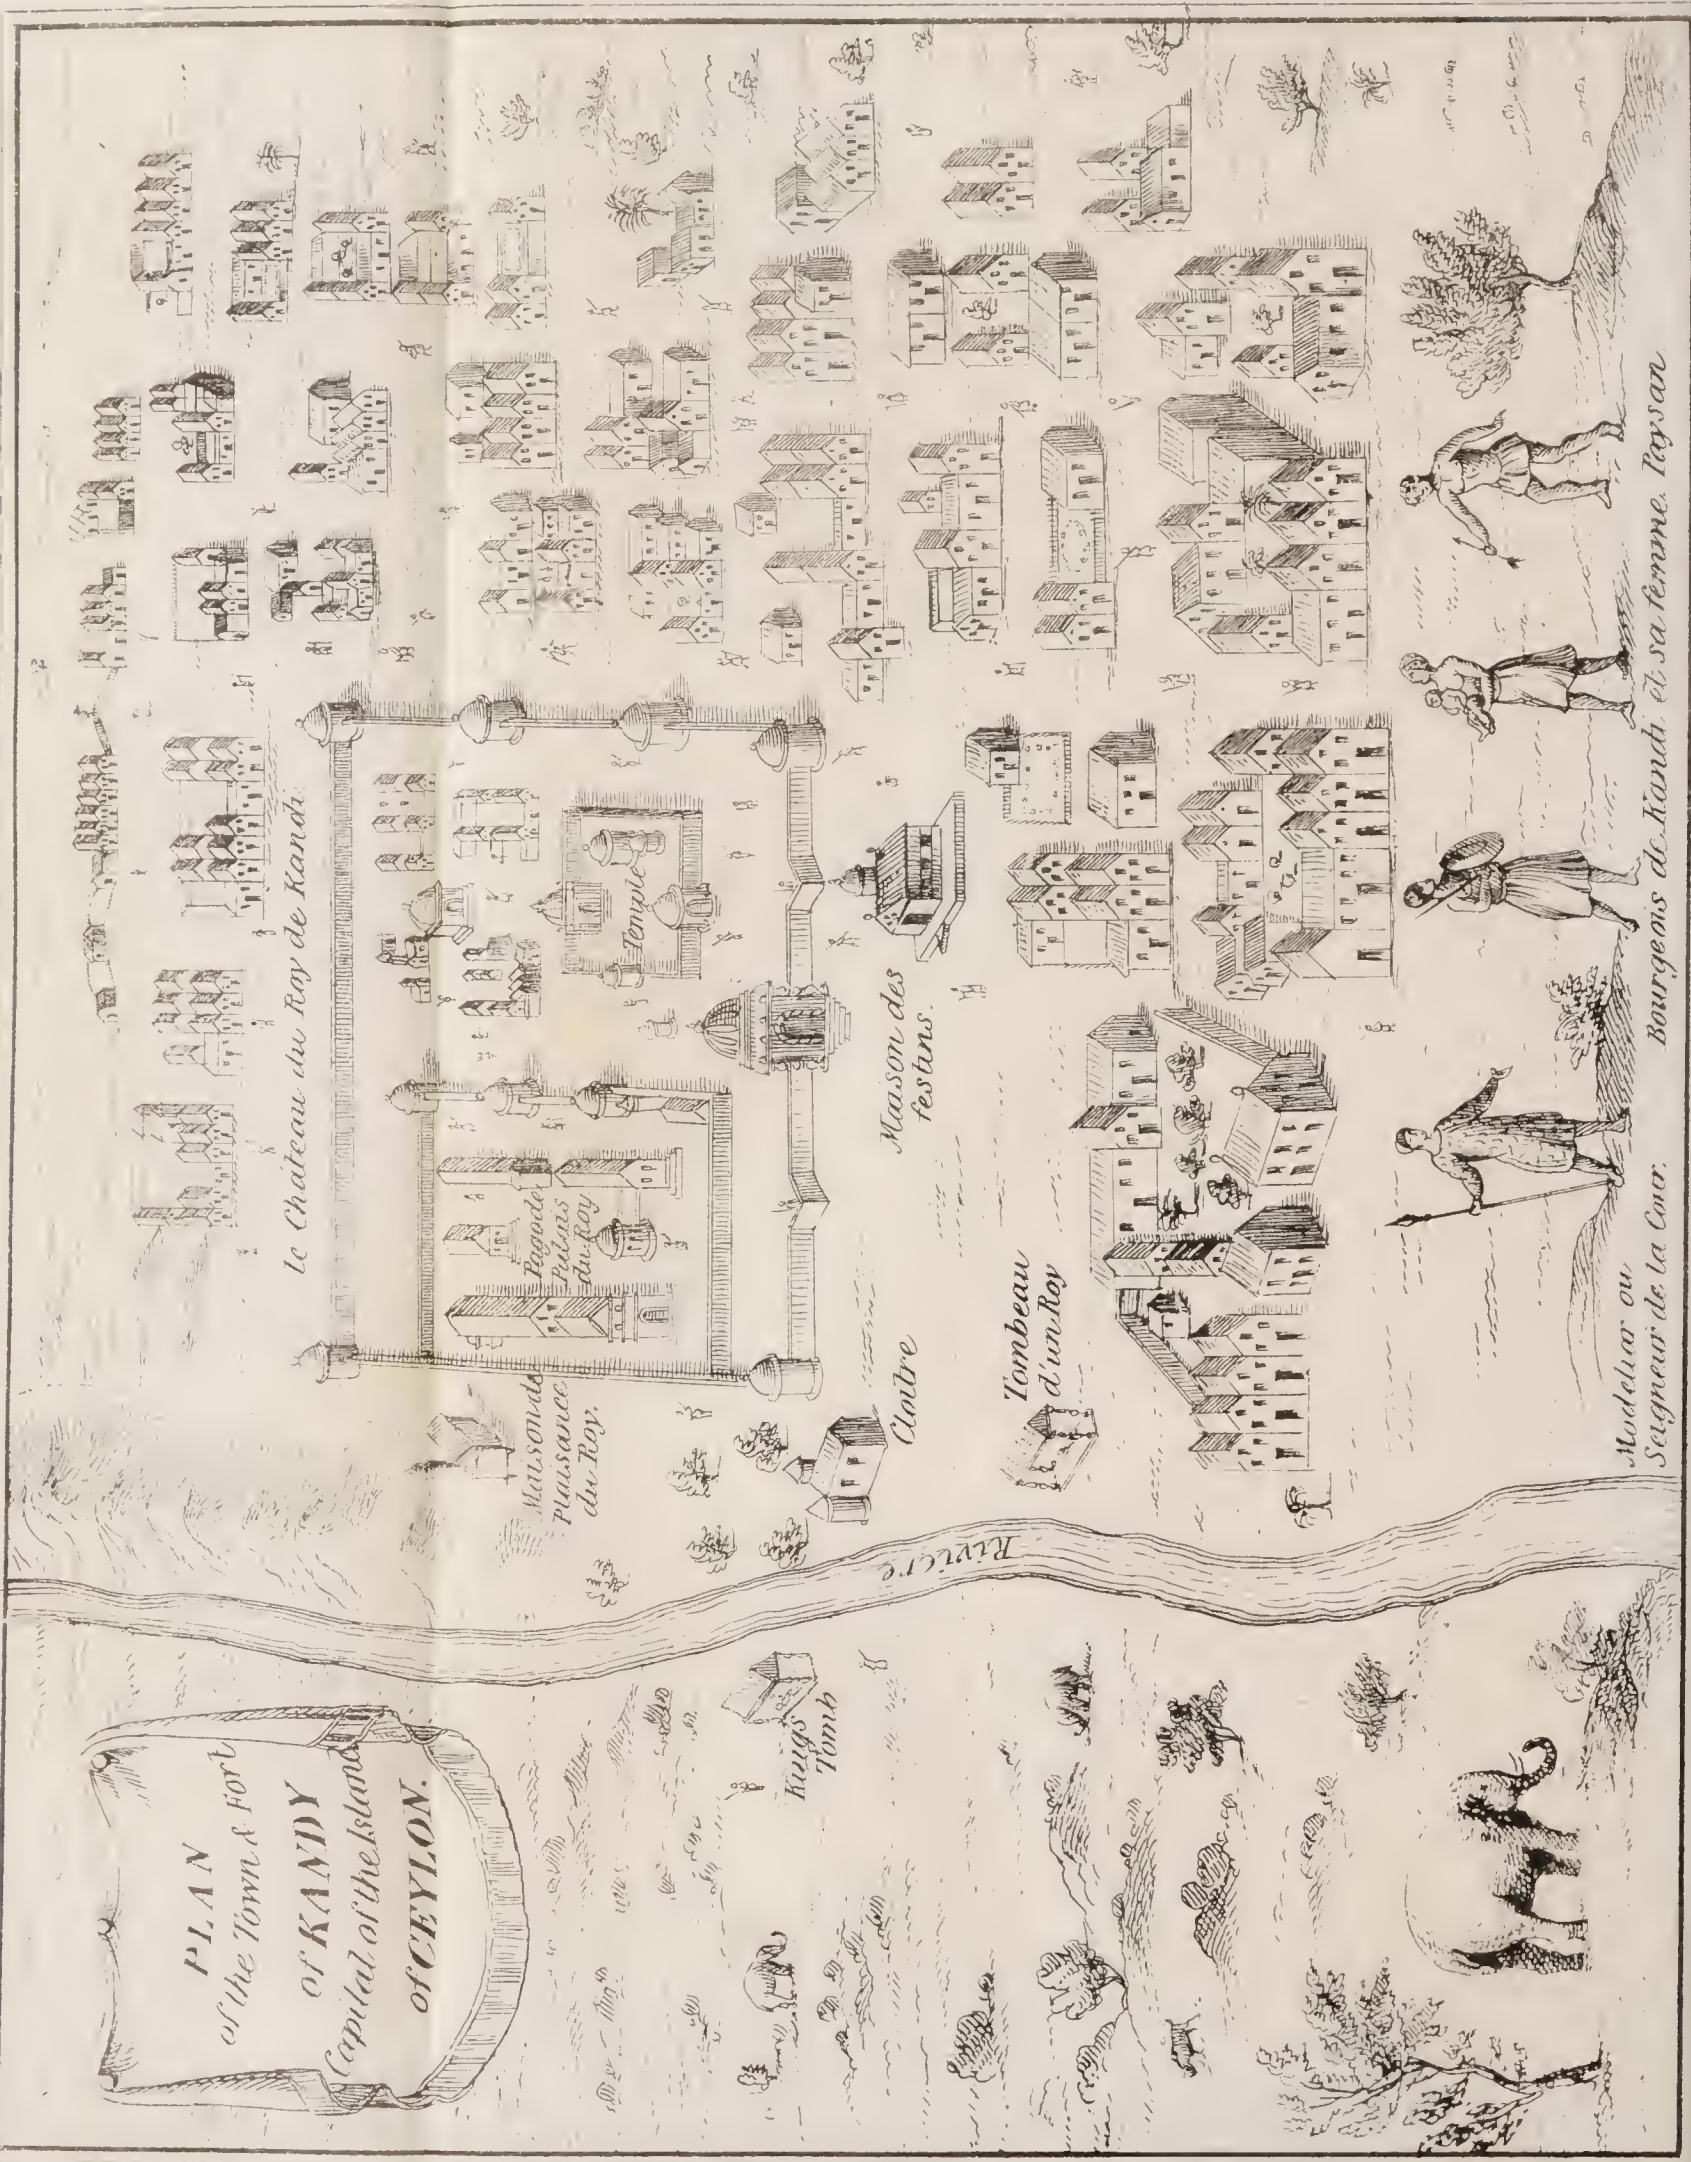 PLAN
of the Town & Fort
of KANDY
Capital of the Island
of CEYLON.
le Chateau du Roy de Kandi.
Maison de
Plaisance
du Roy.
Pagode
Pulnis
du Roy
Temple
Maison des
festins.
Cloitre
Tombeau
d'un Roy
Riviere
Kings
Tomb
Modeliar ou
Seigneur de la Cour.
Bourgeois de Kandi, et sa femme. Paysan